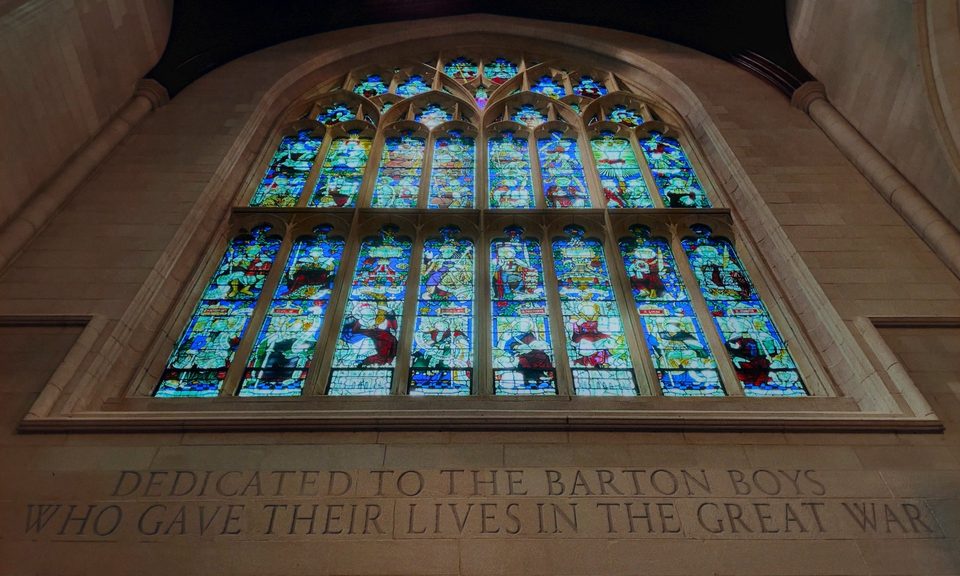 DEDICATED TO THE BARTON BOYS
WHO GAVE THEIR LIVES IN THE GREAT WAR